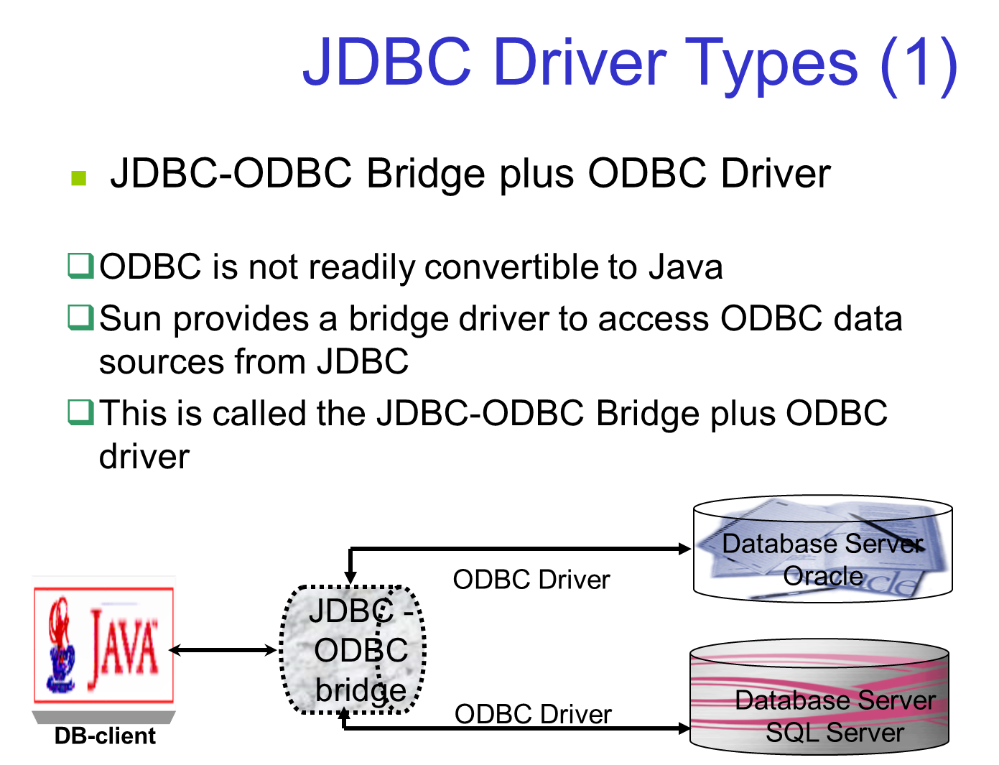 JDBC Driver Types (1)
JDBC-ODBC Bridge plus ODBC Driver
ODBC is not readily convertible to Java
Sun provides a bridge driver to access ODBC data
sources from JDBC
This is called the JDBC-ODBC Bridge plus ODBC
driver
Database Server
Oracle
ODBC Driver
JAVA
JDBC -
ODBC
bridge
ODBC Driver
Database Server
SQL Server
DB-client